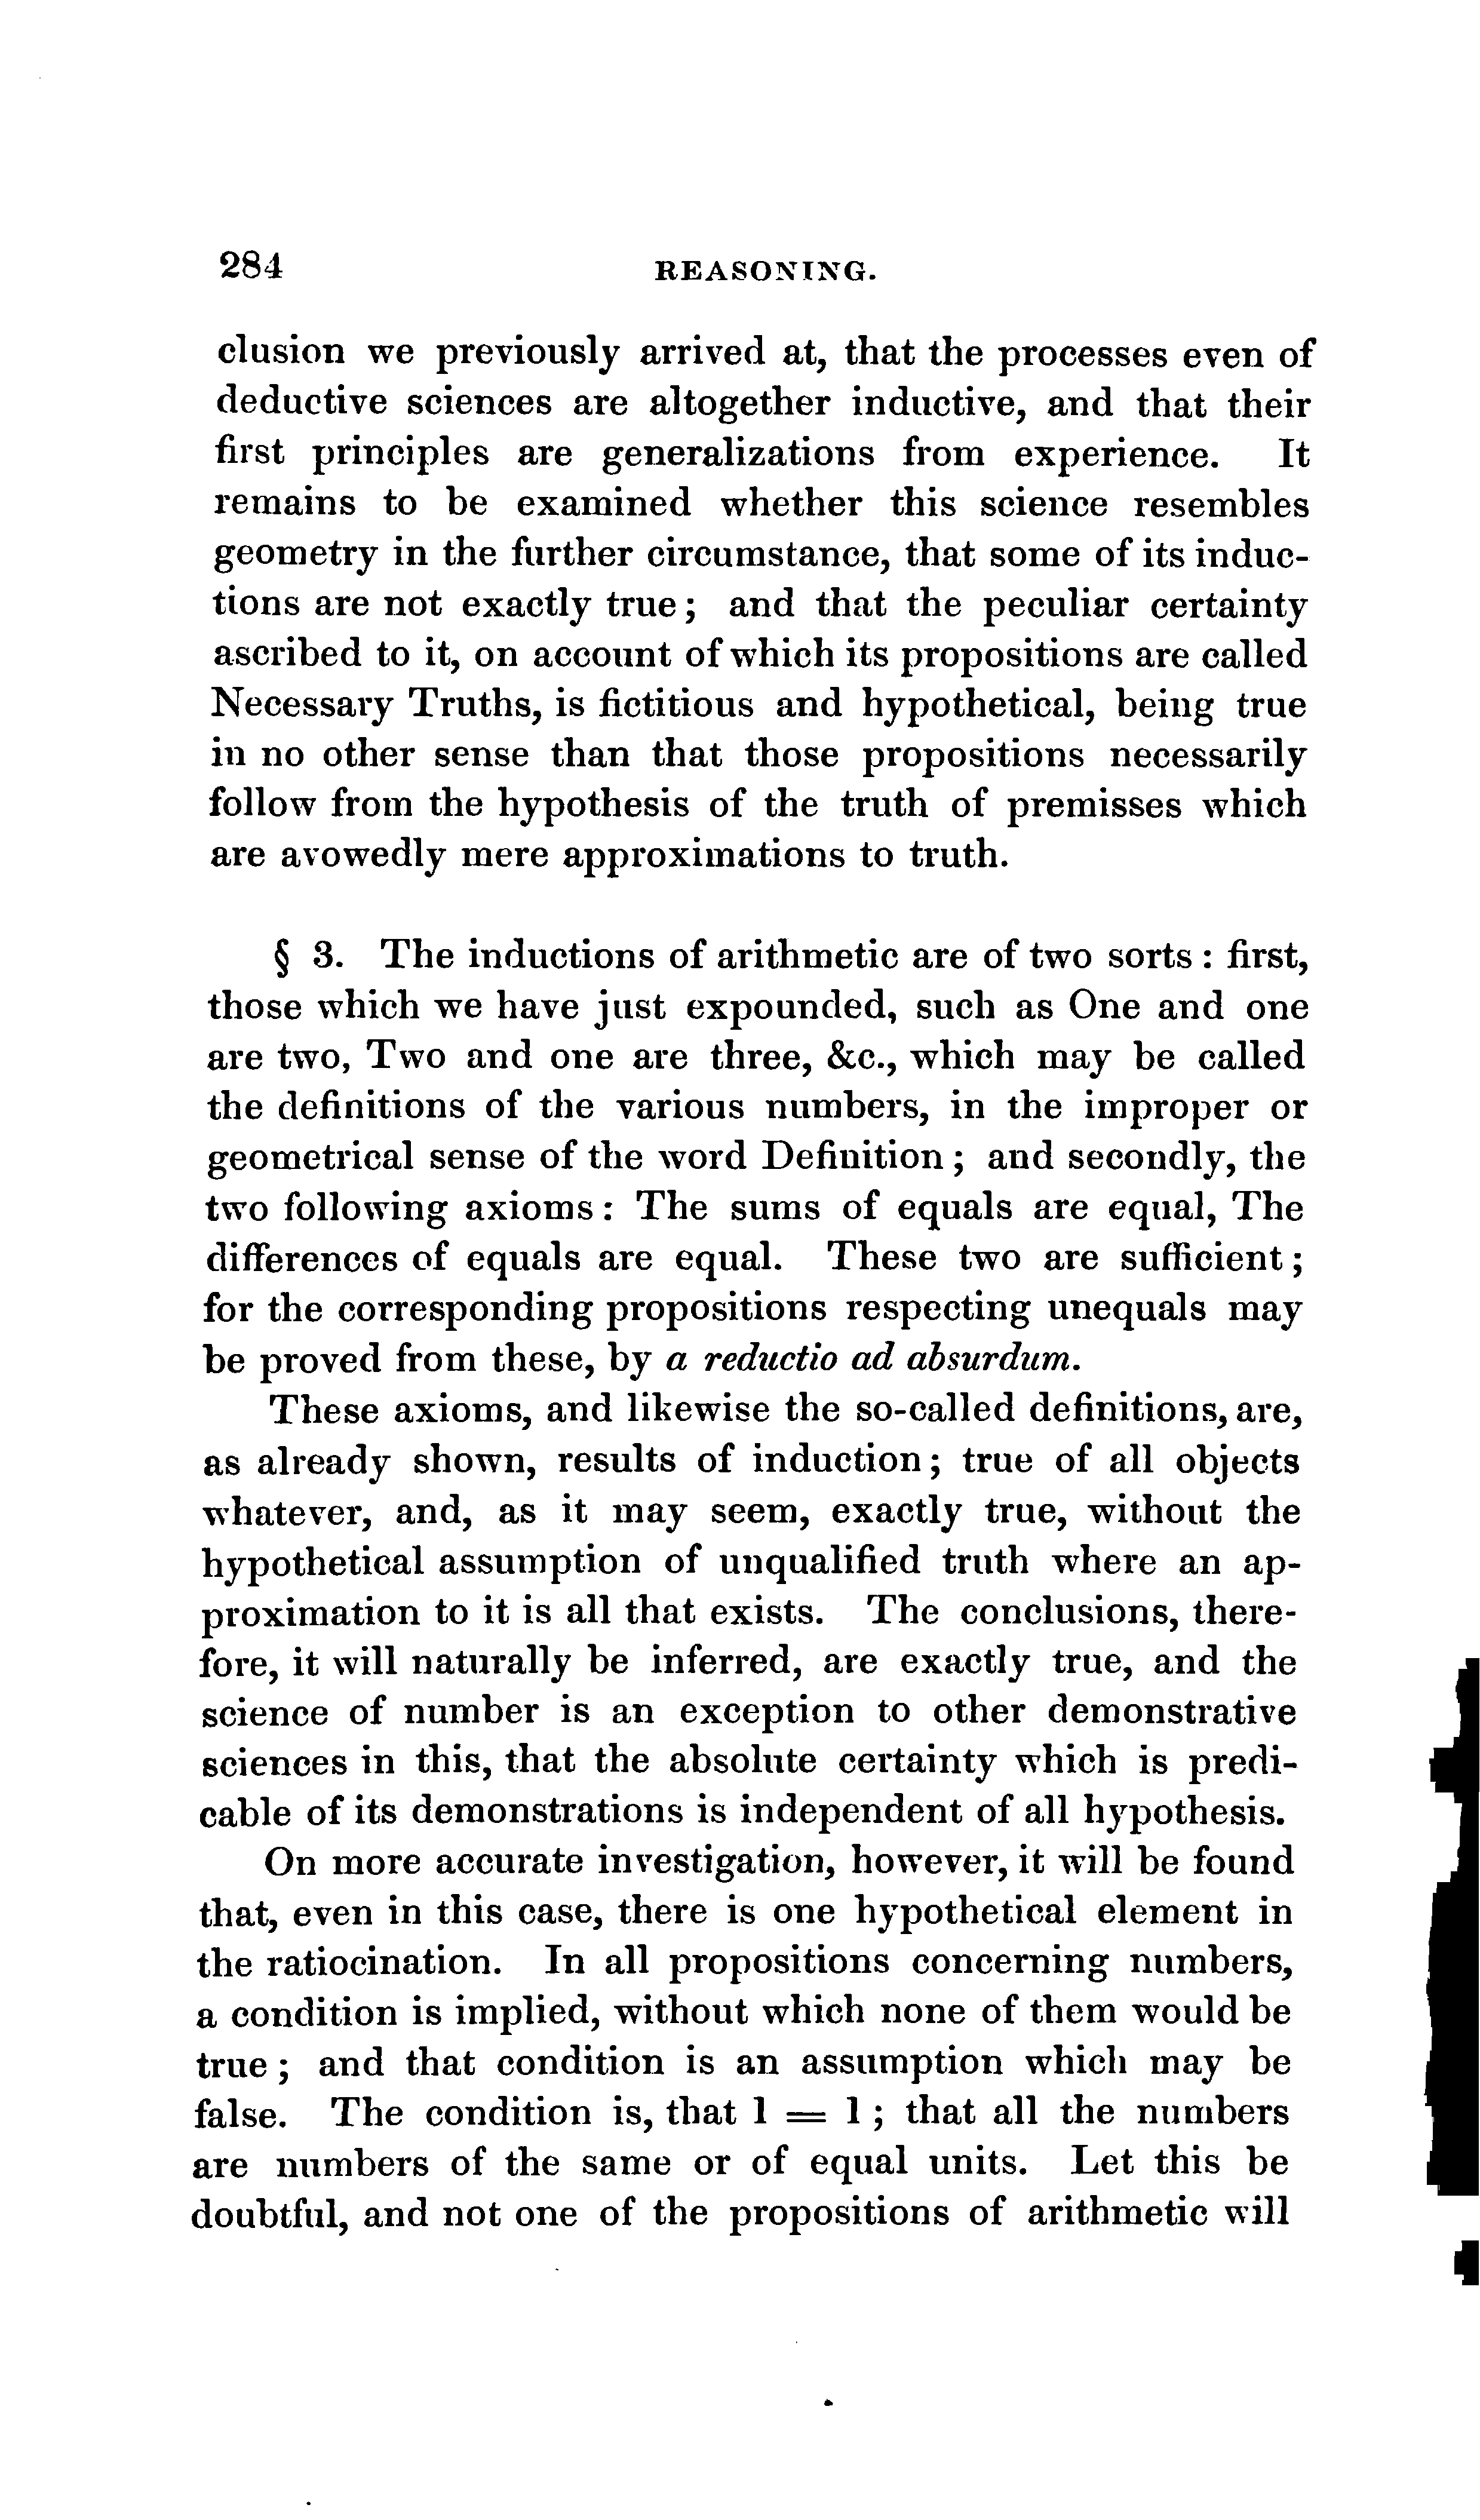 284 REASONING.
clusion we previously arrived at, that the processes even of
deductive sciences are altogether inductive, and that their
first principles are generalizations from experience. It
remains to be examined whether this science resembles
geometry in the further circumstance, that some of its induc-
tions are not exactly true; and that the peculiar certainty
ascribed to it, on account of which its propositions are called
Necessary Truths, is fictitious and hypothetical, being true
in no other sense than that those propositions necessarily
follow from the hypothesis of the truth of premisses which
are avowedly mere approximations to truth.
§ 3. The inductions of arithmetic are of two sorts : first,
those which we have just expounded, such as One and one
are two, Two and one are three, &c., which may be called
the definitions of the various numbers, in the improper or
geometrical sense of the word Definition ; and secondly, the
two following axioms : The sums of equals are equal, The
differences of equals are equal. These two are sufficient ;
for the corresponding propositions respecting unequals may
be proved from these, by a reductio ad absurdum.
These axioms, and likewise the so-called definitions, are,
as already shown, results of induction ; true of all objects
whatever, and, as it may seem, exactly true, without the
hypothetical assumption of unqualified truth where an ap-
proximation to it is all that exists. The conclusions, there-
fore, it will naturally be inferred, are exactly true, and the
science of number is an exception to other demonstrative
sciences in this, that the absolute certainty which is predi-
cable of its demonstrations is independent of all hypothesis.
On more accurate investigation, however, it will be found
that, even in this case, there is one hypothetical element in
the ratiocination. In all propositions concerning numbers,
a condition is implied, without which none of them would be
true ; and that condition is an assumption which may be
false. The condition is, that 1 = 1 ; that all the numbers
are numbers of the same or of equal units. Let this be
doubtful, and not one of the propositions of arithmetic will